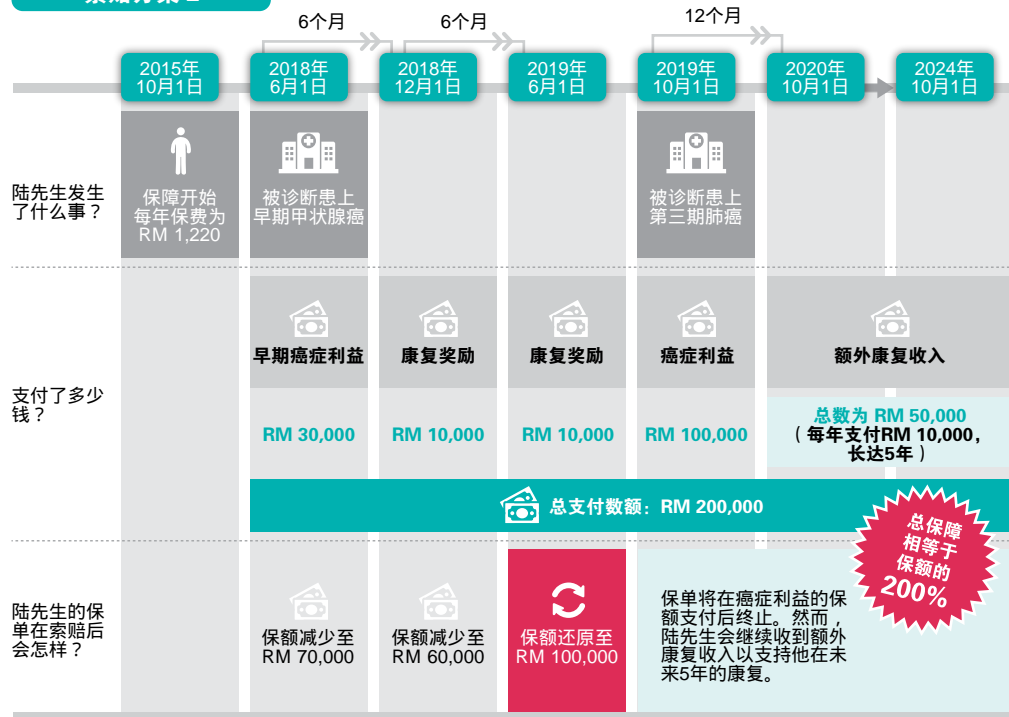 6个月
6个月
12个月
2015年
10月1日
2018年
6月1日
2018年
12月1日
2019年
6月1日
2019年
10月1日
2020年
10月1日
2024年
10月1日
陆先生发生
了什么事？
保障开始
每年保费为
RM 1,220
被诊断患上
早期甲状腺癌
被诊断患上
第三期肺癌
支付了多少
钱？
早期癌症利益
康复奖励
康复奖励
癌症利益
额外康复收入
RM 30,000
RM 10,000
RM 10,000
RM 100,000
总数为 RM 50,000
（每年支付RM 10,000，
长达5年）
总支付数额：RM 200,000
总保障
相等于
保额的
200%
陆先生的保
单在索赔后
会怎样？
保额减少至
RM 70,000
保额减少至
RM 60,000
保额还原至
RM 100,000
保单将在癌症利益的保
额支付后终止。然而，
陆先生会继续收到额外
康复收入以支持他在未
来5年的康复。